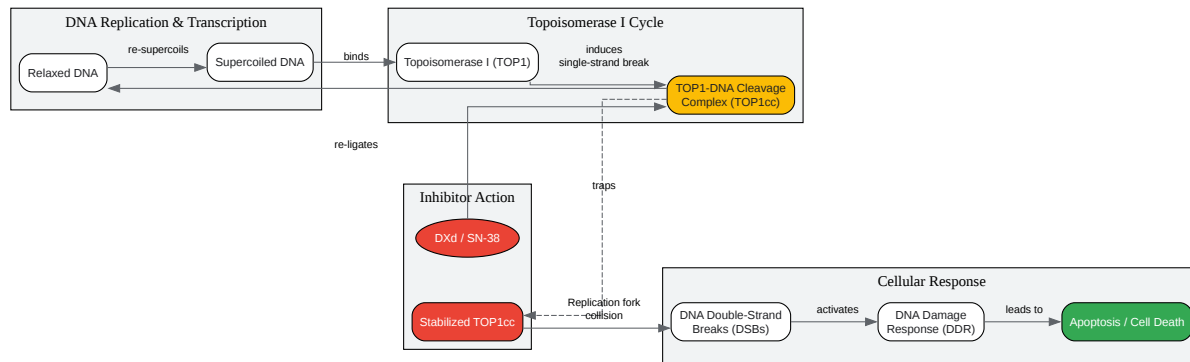 DNA Replication & Transcription
Relaxed DNA
re-supercoils
Supercoiled DNA
binds
Topoisomerase I Cycle
Topoisomerase I (TOP1)
induces
single-strand break
TOP1-DNA Cleavage
Complex (TOP1cc)
re-ligates
traps
Inhibitor Action
DXd / SN-38
Stabilized TOP1cc
Replication fork
collision
Cellular Response
DNA Double-Strand
Breaks (DSBs)
activates
DNA Damage
Response (DDR)
leads to
Apoptosis / Cell Death